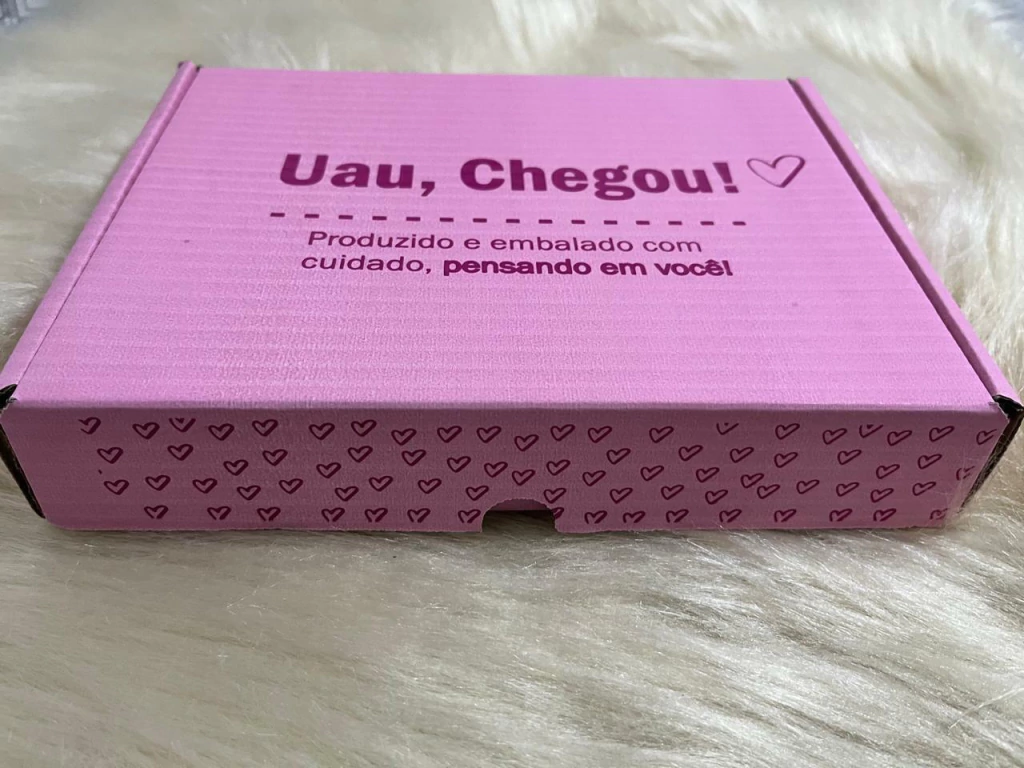 Uau, Chegou!
Produzido e embalado com
cuidado, pensando em você!